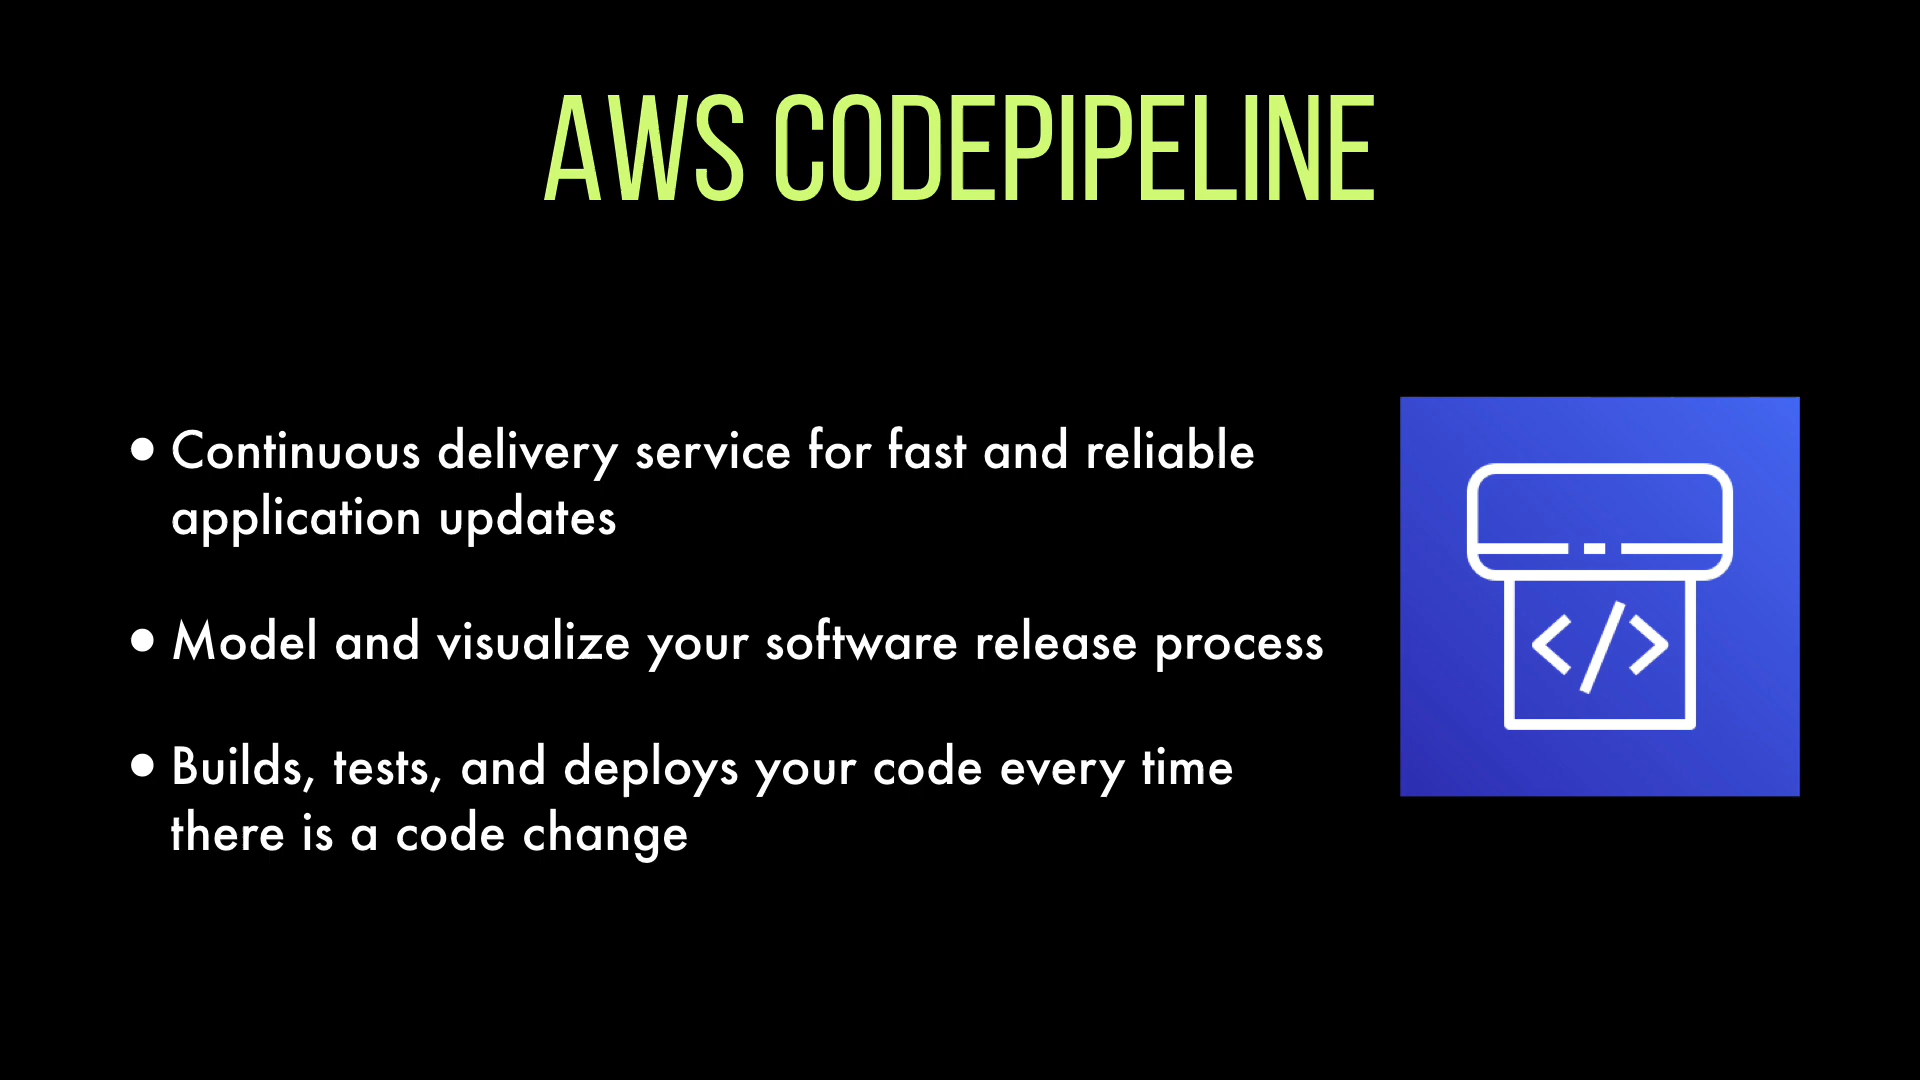 AWS CODEPIPELINE
• Continuous delivery service for fast and reliable
application updates
• Model and visualize your software release process
• Builds, tests, and deploys your code every time
there is a code change
</>